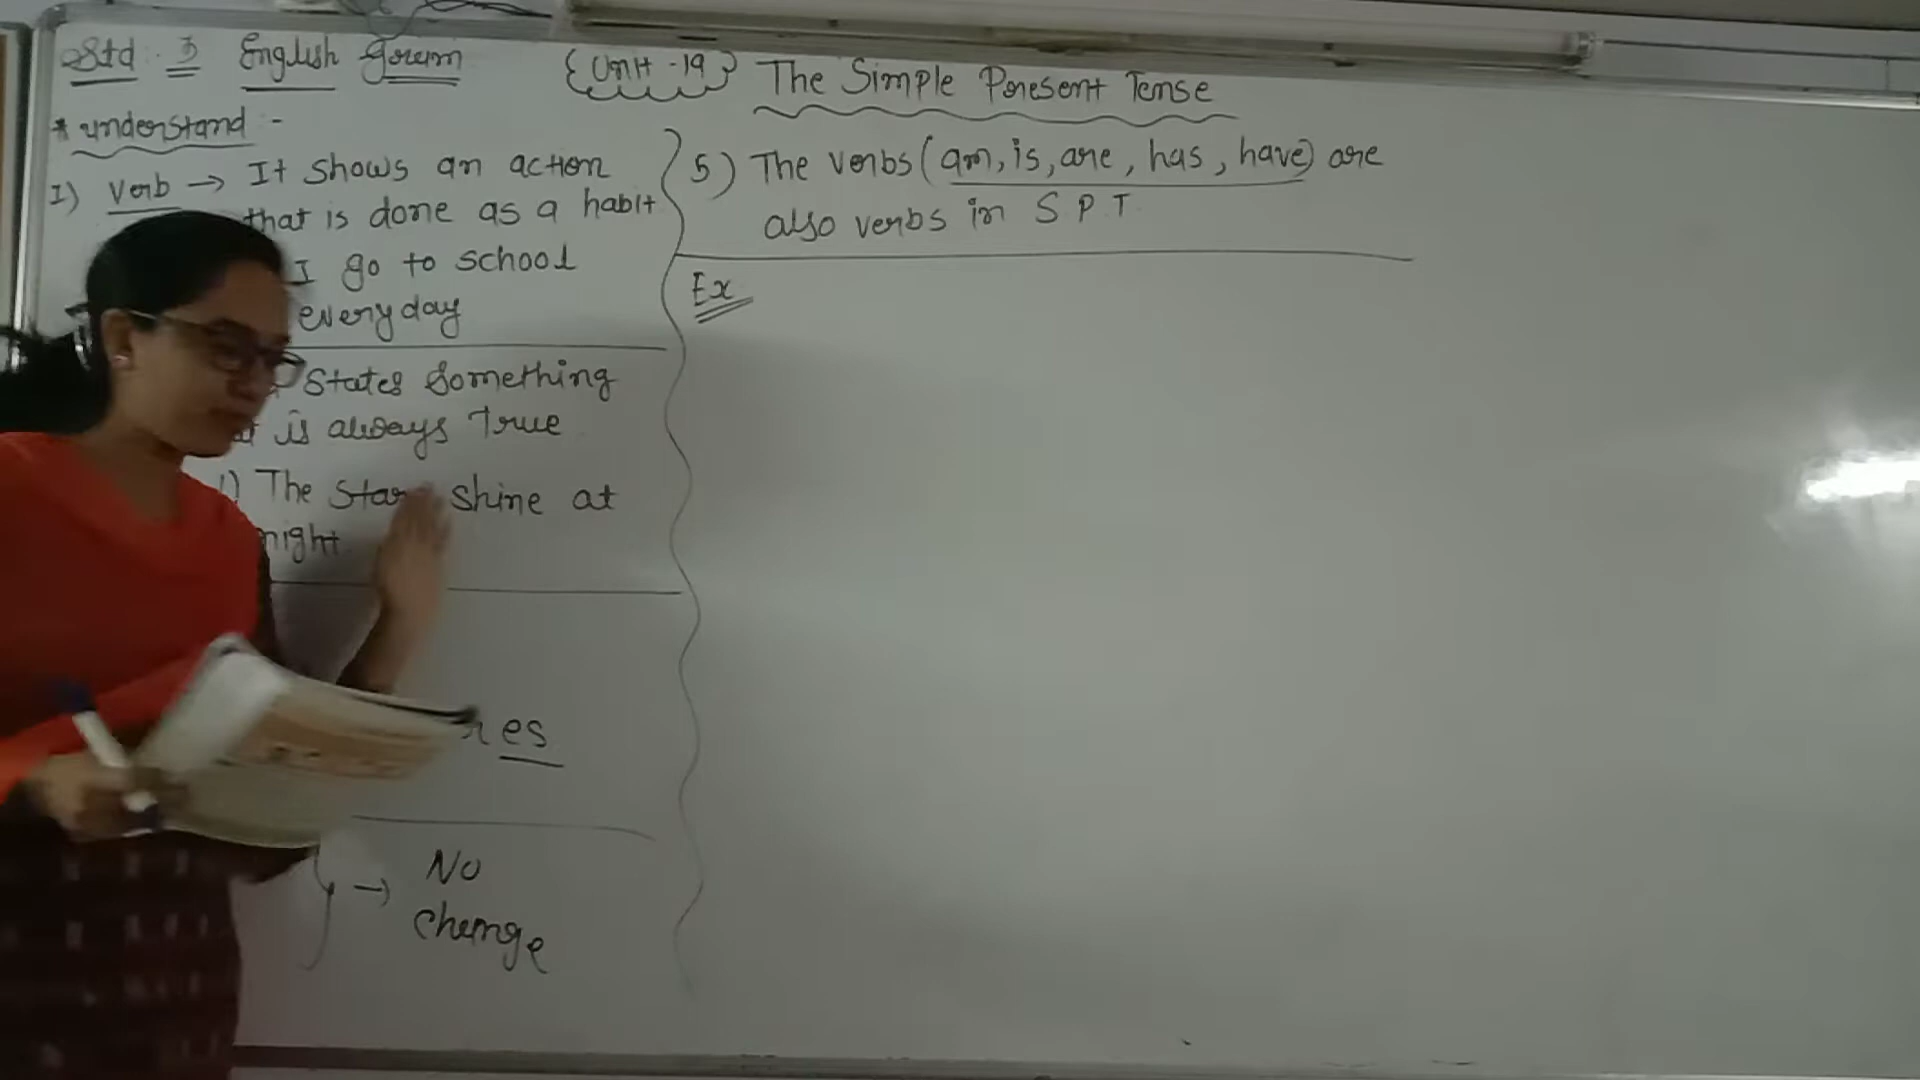 Std. 3 English Gram
{Unit-19} The Simple Present Tense
* understand :-
I) Verb → It shows an action
that is done as a habit
I go to school
everyday
States Something
is always True
1) The stars shine at
night
es
→ No
Change
5) The verbs (am, is, are, has, have) are
also verbs in S P T
Ex